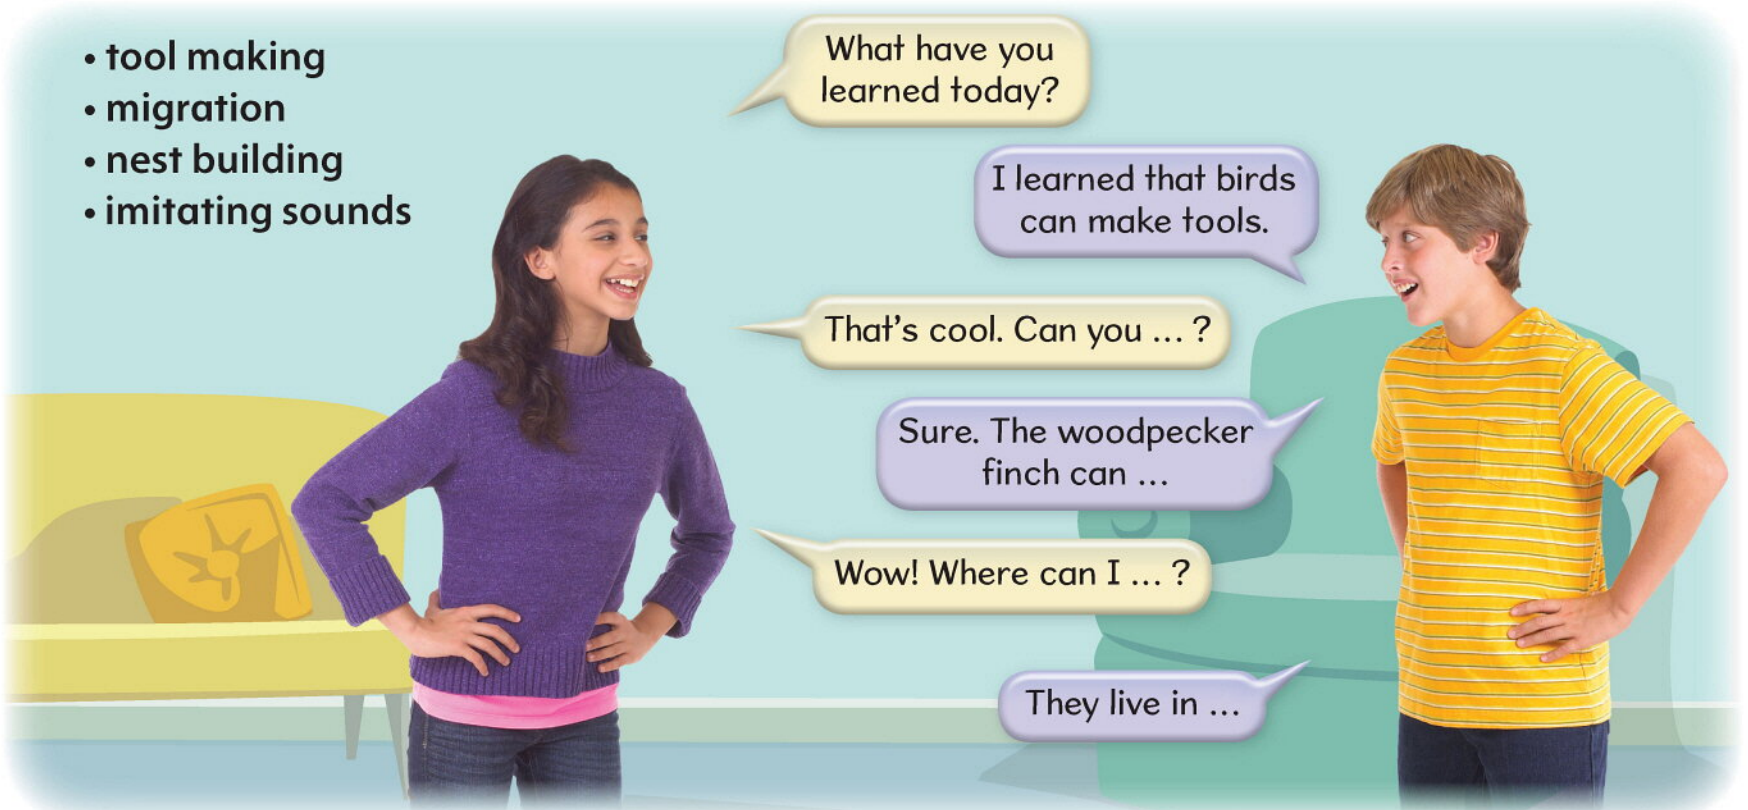 • tool making
• migration
• nest building
• imitating sounds
What have you
learned today?
I learned that birds
can make tools.
That's cool. Can you ... ?
Sure. The woodpecker
finch can ...
Wow! Where can I ... ?
They live in ...